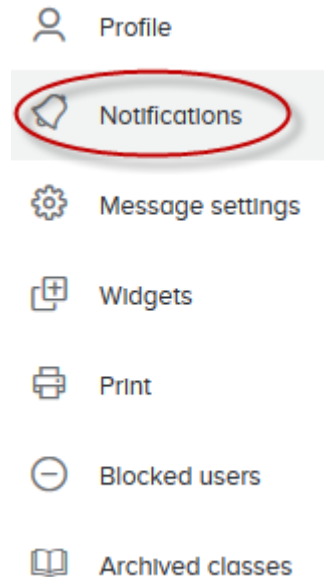 Profile
Notifications
Message settings
Widgets
Print
Blocked users
Archived classes